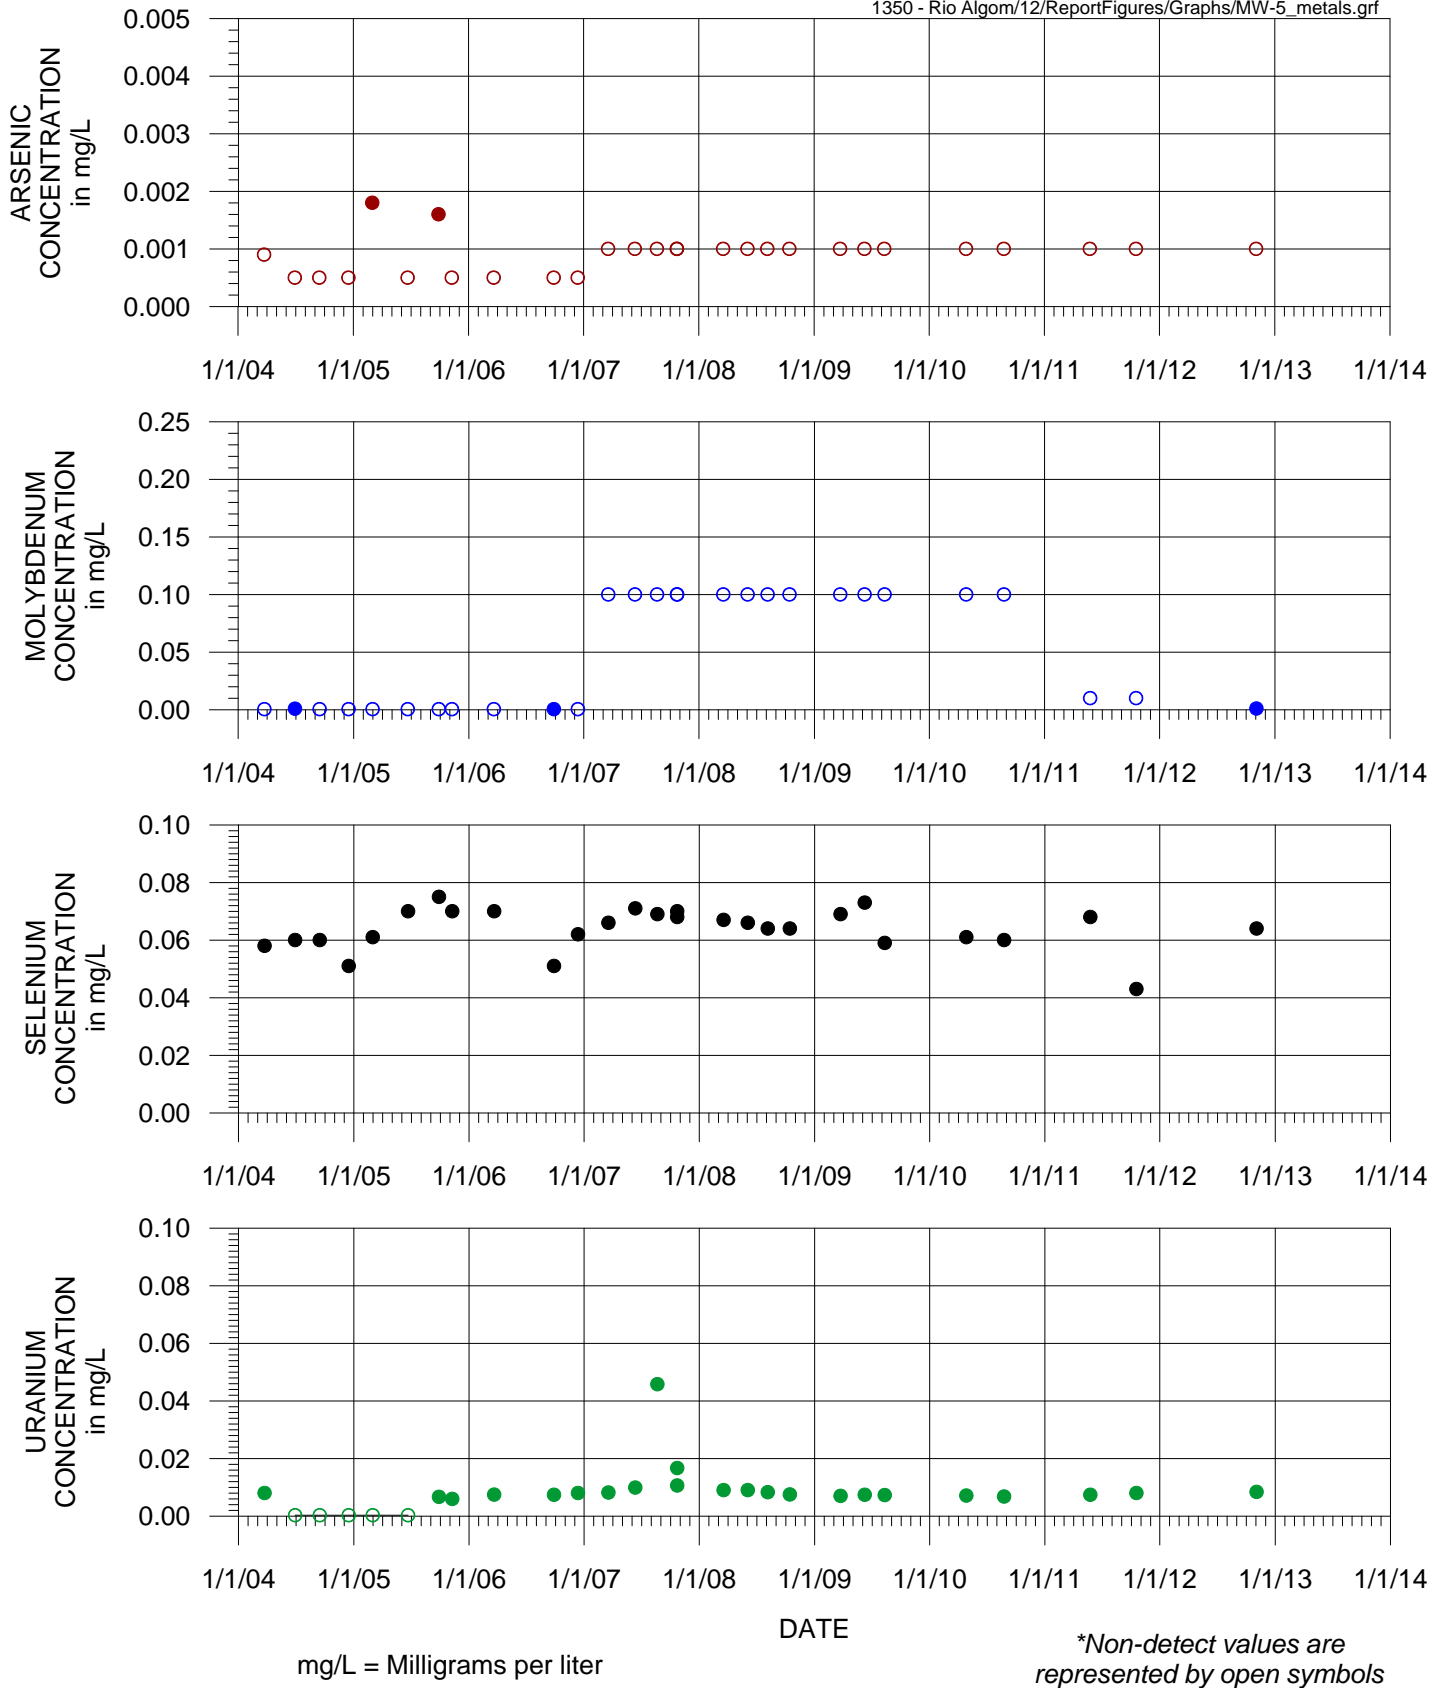 1350 - Rio Algom/12/ReportFigures/Graphs/MW-5_metals.grf
ARSENIC
CONCENTRATION
in mg/L
0.005
0.004
0.003
0.002
0.001
0.000
1/1/04 1/1/05 1/1/06 1/1/07 1/1/08 1/1/09 1/1/10 1/1/11 1/1/12 1/1/13 1/1/14
MOLYBDENUM
CONCENTRATION
in mg/L
0.25
0.20
0.15
0.10
0.05
0.00
1/1/04 1/1/05 1/1/06 1/1/07 1/1/08 1/1/09 1/1/10 1/1/11 1/1/12 1/1/13 1/1/14
SELENIUM
CONCENTRATION
in mg/L
0.10
0.08
0.06
0.04
0.02
0.00
1/1/04 1/1/05 1/1/06 1/1/07 1/1/08 1/1/09 1/1/10 1/1/11 1/1/12 1/1/13 1/1/14
URANIUM
CONCENTRATION
in mg/L
0.10
0.08
0.06
0.04
0.02
0.00
1/1/04 1/1/05 1/1/06 1/1/07 1/1/08 1/1/09 1/1/10 1/1/11 1/1/12 1/1/13 1/1/14
DATE
mg/L = Milligrams per liter
*Non-detect values are
represented by open symbols